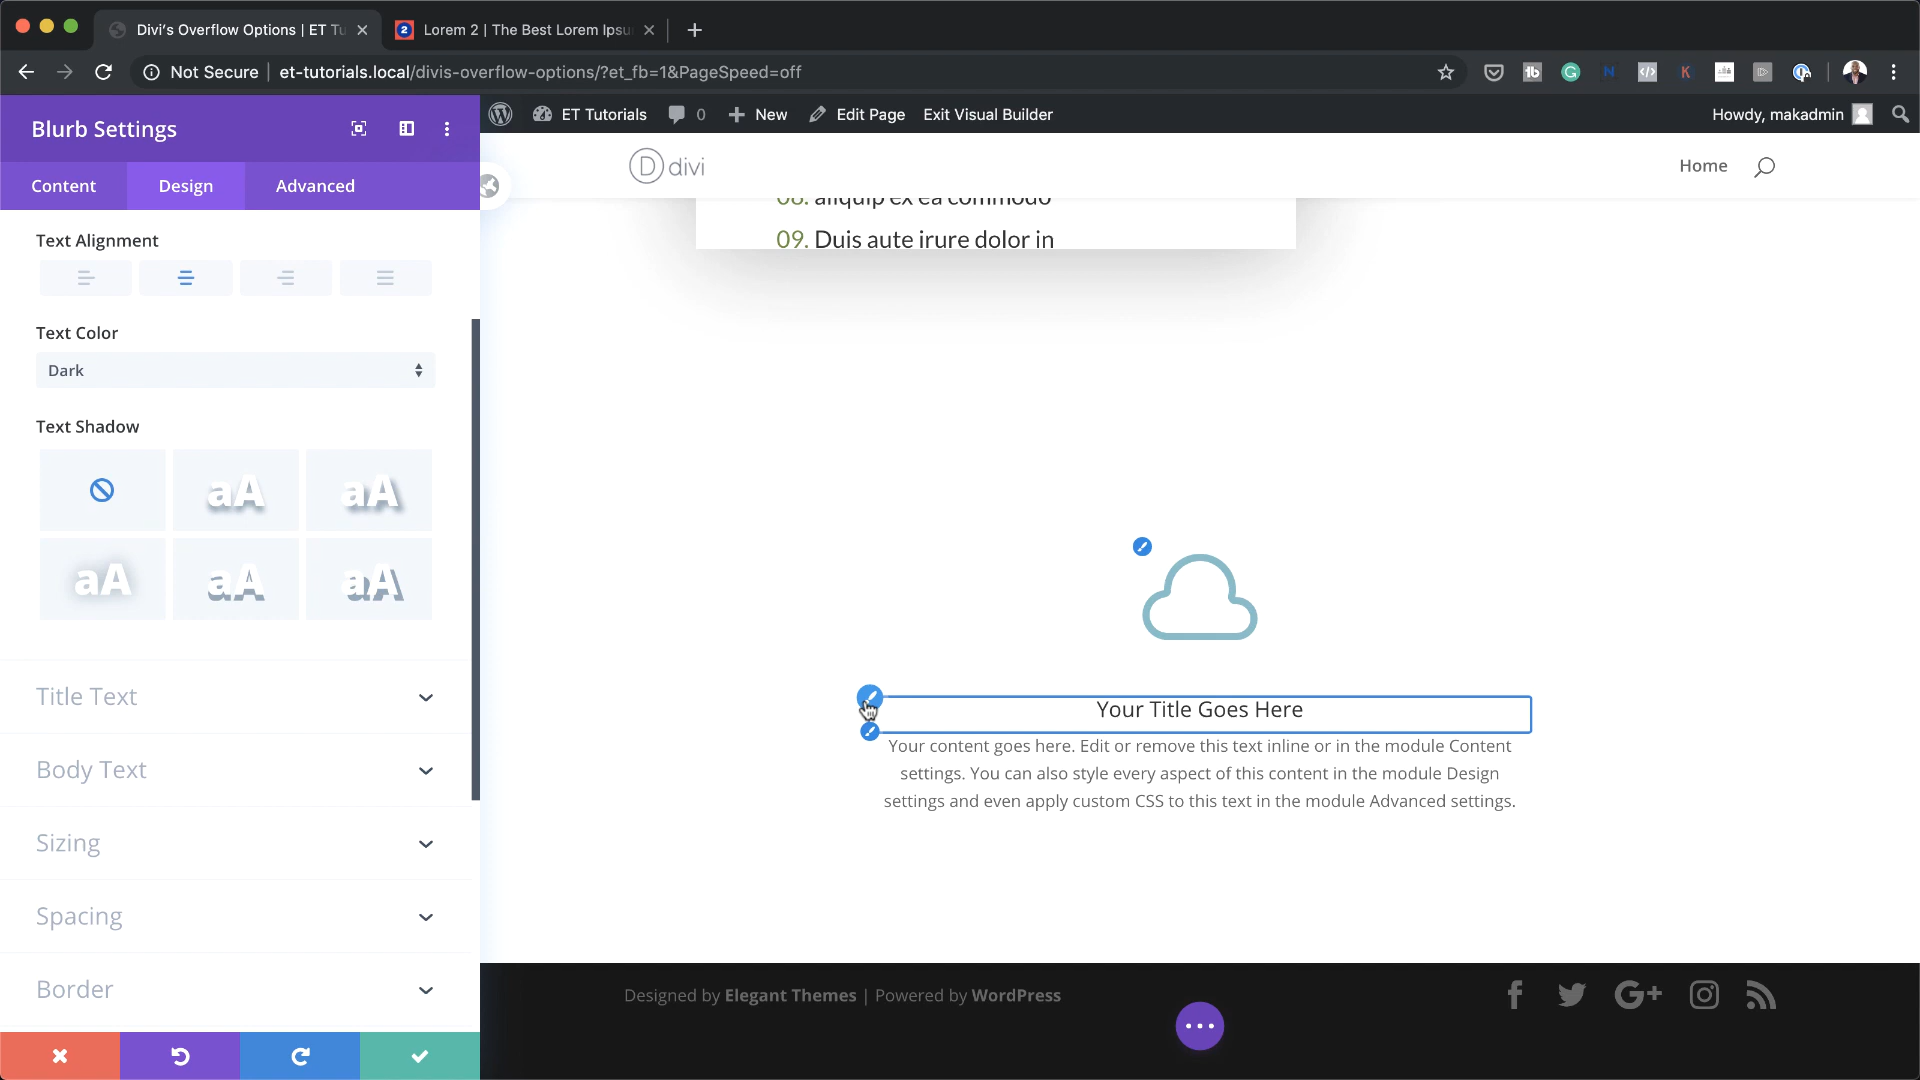 Divi's Overflow Options | ET Tu
Lorem 2 | The Best Lorem Ipsu
Not Secure | et-tutorials.local/divis-overflow-options/?et_fb=1&PageSpeed=off
Blurb Settings
ET Tutorials
0
New
Edit Page
Exit Visual Builder
Howdy, makadmin
Content
Design
Advanced
D divi
Home
08. aliquip ex ea commodo
09. Duis aute irure dolor in
Text Alignment
Text Color
Dark
Text Shadow
aA
aA
aA
aA
aA
Title Text
Body Text
Sizing
Spacing
Border
Your Title Goes Here
Your content goes here. Edit or remove this text inline or in the module Content
settings. You can also style every aspect of this content in the module Design
settings and even apply custom CSS to this text in the module Advanced settings.
Designed by Elegant Themes | Powered by WordPress